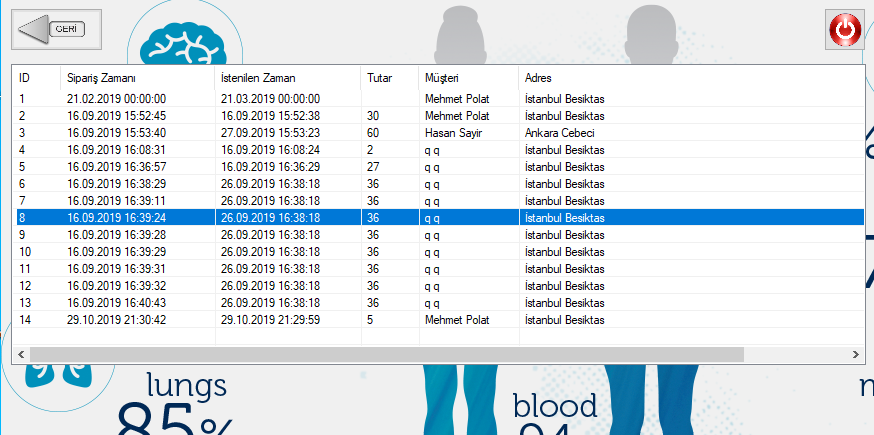 GERİ
ID Sipariş Zamanı İstenilen Zaman Tutar Müşteri Adres
1 21.02.2019 00:00:00 21.03.2019 00:00:00 Mehmet Polat İstanbul Besiktas
2 16.09.2019 15:52:45 16.09.2019 15:52:38 30 Mehmet Polat İstanbul Besiktas
3 16.09.2019 15:53:40 27.09.2019 15:53:23 60 Hasan Sayir Ankara Cebeci
4 16.09.2019 16:08:31 16.09.2019 16:08:24 2 q q İstanbul Besiktas
5 16.09.2019 16:36:57 16.09.2019 16:36:29 27 q q İstanbul Besiktas
6 16.09.2019 16:38:29 26.09.2019 16:38:18 36 q q İstanbul Besiktas
7 16.09.2019 16:39:11 26.09.2019 16:38:18 36 q q İstanbul Besiktas
8 16.09.2019 16:39:24 26.09.2019 16:38:18 36 q q İstanbul Besiktas
9 16.09.2019 16:39:28 26.09.2019 16:38:18 36 q q İstanbul Besiktas
10 16.09.2019 16:39:29 26.09.2019 16:38:18 36 q q İstanbul Besiktas
11 16.09.2019 16:39:31 26.09.2019 16:38:18 36 q q İstanbul Besiktas
12 16.09.2019 16:39:32 26.09.2019 16:38:18 36 q q İstanbul Besiktas
13 16.09.2019 16:40:43 26.09.2019 16:38:18 36 q q İstanbul Besiktas
14 29.10.2019 21:30:42 29.10.2019 21:29:59 5 Mehmet Polat İstanbul Besiktas
lungs
85%
blood